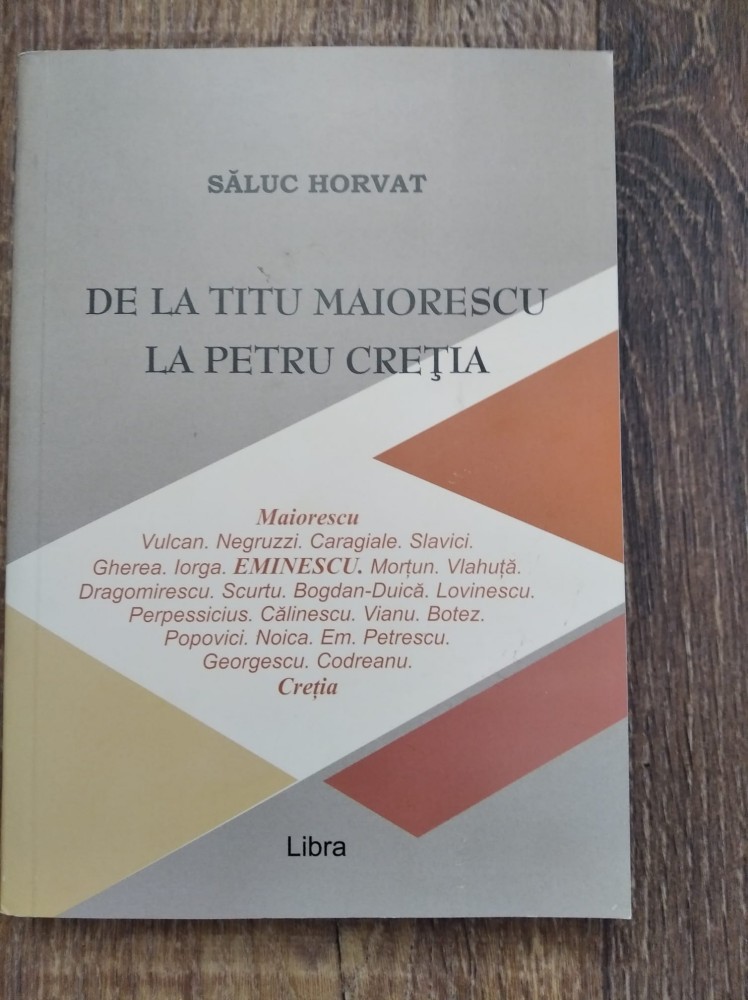 SĂLUC HORVAT
DE LA TITU MAIORESCU
LA PETRU CREŢIA
Maiorescu
Vulcan. Negruzzi. Caragiale. Slavici.
Gherea. Iorga. EMINESCU. Morțun. Vlahuță.
Dragomirescu. Scurtu. Bogdan-Duică. Lovinescu.
Perpessicius. Călinescu. Vianu. Botez.
Popovici. Noica. Em. Petrescu.
Georgescu. Codreanu.
Creția
Libra